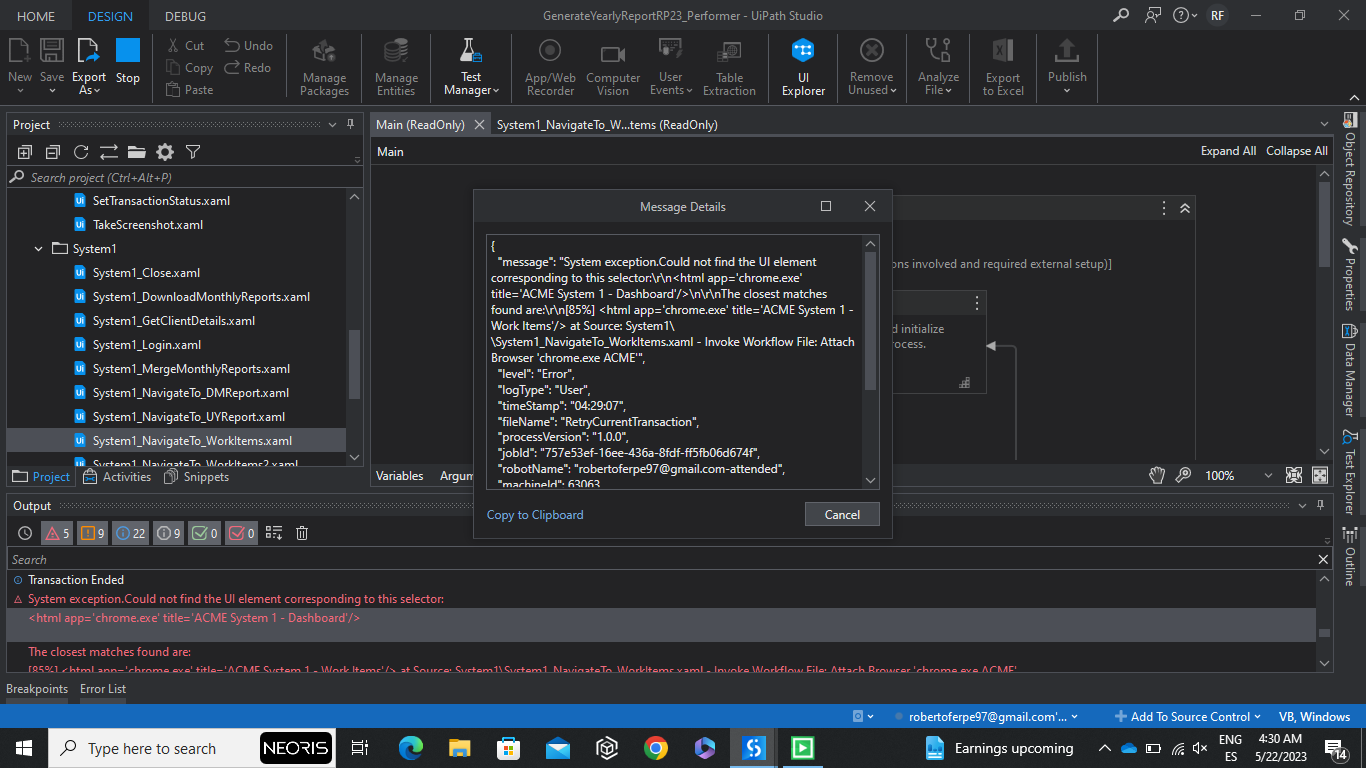 HOME DESIGN DEBUG GenerateYearlyReportRP23_Performer - UiPath Studio RF
New Save Export As Stop
Cut Undo
Copy Redo
Paste
Manage Packages
Manage Entities
Test Manager
App/Web Recorder
Computer Vision
User Events
Table Extraction
UI Explorer
Remove Unused
Analyze File
Export to Excel
Publish
Project
Search project (Ctrl+Alt+P)
SetTransactionStatus.xaml
TakeScreenshot.xaml
System1
System1_Close.xaml
System1_DownloadMonthlyReports.xaml
System1_GetClientDetails.xaml
System1_Login.xaml
System1_MergeMonthlyReports.xaml
System1_NavigateTo_DMReport.xaml
System1_NavigateTo_UYReport.xaml
System1_NavigateTo_WorkItems.xaml
System1_NavigateTo_WorkItems2.xaml
Project Activities Snippets
Main (ReadOnly) System1_NavigateTo_W...tems (ReadOnly)
Main Expand All Collapse All
ons involved and required external setup)]
d initialize
ocess.
Variables Argum
100%
Message Details
{
"message": "System exception.Could not find the UI element
corresponding to this selector:\r\n<html app='chrome.exe'
title='ACME System 1 - Dashboard'/>\n\r\nThe closest matches
found are:\r\n[85%] <html app='chrome.exe' title='ACME System 1 -
Work Items'/> at Source: System1\
\System1_NavigateTo_WorkItems.xaml - Invoke Workflow File: Attach
Browser 'chrome.exe ACME'",
"level": "Error",
"logType": "User",
"timeStamp": "04:29:07",
"fileName": "RetryCurrentTransaction",
"processVersion": "1.0.0",
"jobId": "757e53ef-16ee-436a-8fdf-ff5fb06d674f",
"robotName": "robertoferpe97@gmail.com-attended",
"machineId": 63063,
Copy to Clipboard Cancel
Object Repository
Properties
Data Manager
Test Explorer
Outline
Output
5 9 22 9 0 0
Search
Transaction Ended
System exception.Could not find the UI element corresponding to this selector:
<html app='chrome.exe' title='ACME System 1 - Dashboard'/>
The closest matches found are:
[85%] <html app='chrome.exe' title='ACME System 1 - Work Items'/> at Source: System1\System1_NavigateTo_WorkItems.xaml - Invoke Workflow File: Attach Browser 'chrome.exe ACME'
Breakpoints Error List
robertoferpe97@gmail.com'... Add To Source Control VB, Windows
Type here to search NEORIS
Earnings upcoming
ENG
ES
4:30 AM
5/22/2023
14